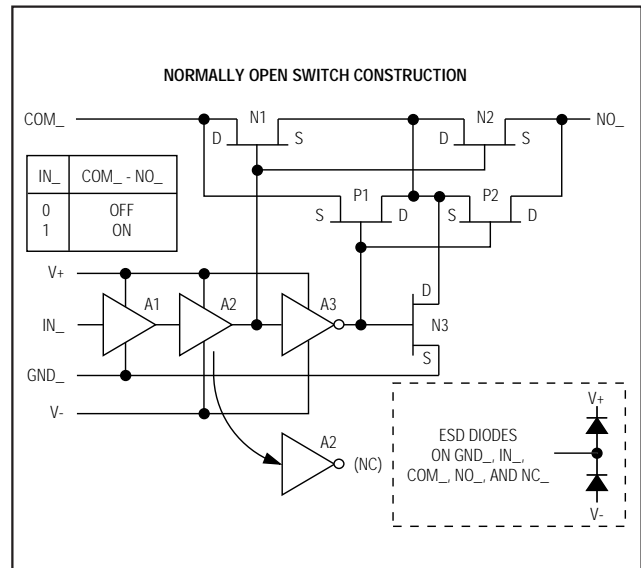 NORMALLY OPEN SWITCH CONSTRUCTION
COM_
N1
N2
NO_
D
S
D
S
IN_ COM_ - NO_
0 OFF
1 ON
P1
P2
S
D
S
D
V+
A1
A2
A3
D
N3
S
IN_
GND_
V-
A2
(NC)
ESD DIODES
ON GND_, IN_,
COM_, NO_, AND NC_
V+
V-